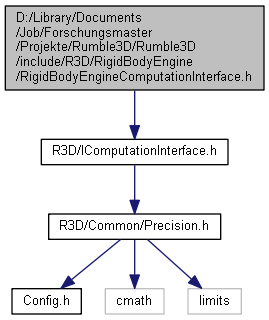 D:/Library/Documents
/Job/Forschungsmaster
/Projekte/Rumble3D/Rumble3D
/include/R3D/RigidBodyEngine
/RigidBodyEngineComputationInterface.h
R3D/IComputationInterface.h
R3D/Common/Precision.h
Config.h
cmath
limits